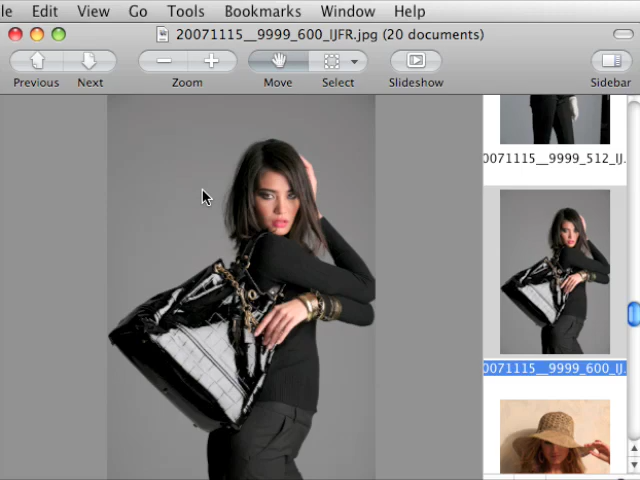 le Edit View Go Tools Bookmarks Window Help
20071115__9999_600_IJFR.jpg (20 documents)
Previous Next Zoom Move Select Slideshow Sidebar
0071115__9999_512_IJ.
0071115__9999_600_IJ.